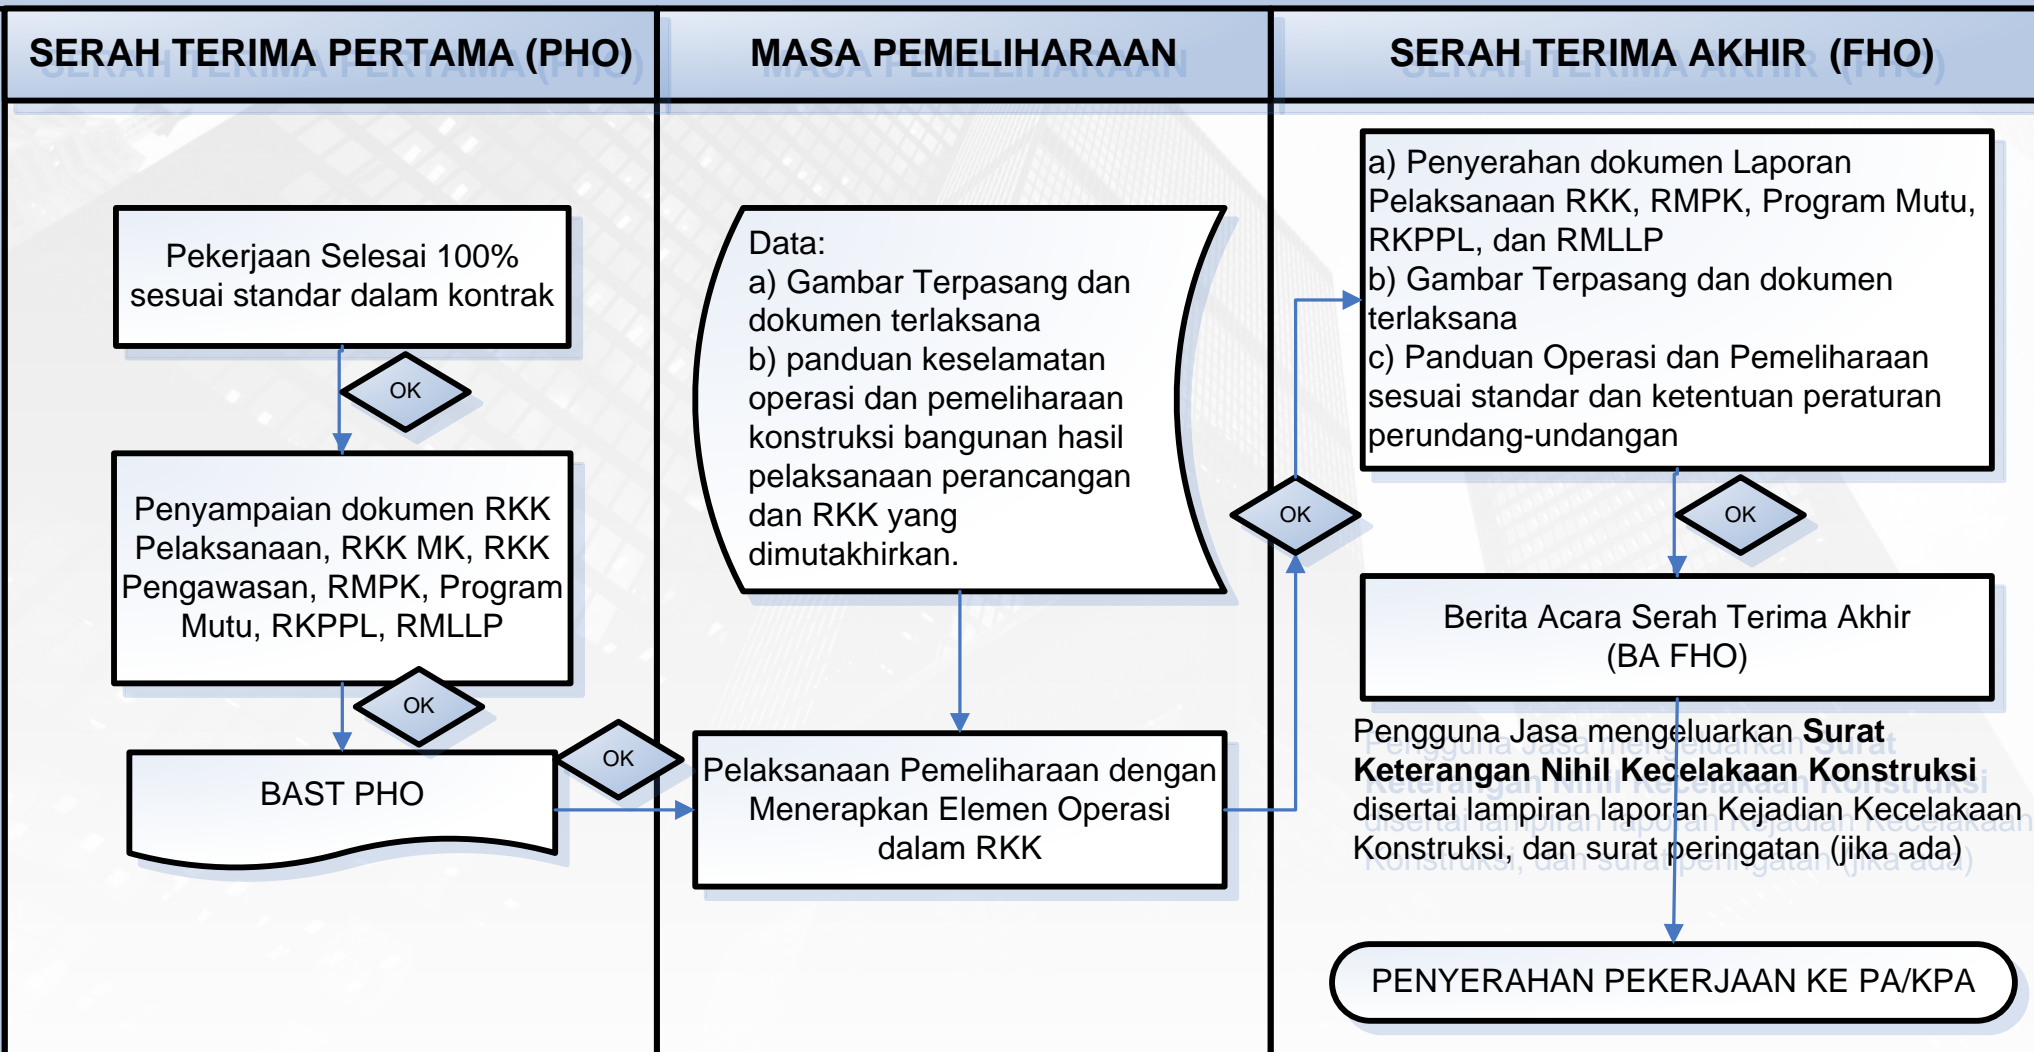 SERAH TERIMA PERTAMA (PHO)
MASA PEMELIHARAAN
SERAH TERIMA AKHIR (FHO)
Pekerjaan Selesai 100%
sesuai standar dalam kontrak
OK
Penyampaian dokumen RKK
Pelaksanaan, RKK MK, RKK
Pengawasan, RMPK, Program
Mutu, RKPPL, RMLLP
OK
BAST PHO
OK
Data:
a) Gambar Terpasang dan
dokumen terlaksana
b) panduan keselamatan
operasi dan pemeliharaan
konstruksi bangunan hasil
pelaksanaan perancangan
dan RKK yang
dimutakhirkan.
Pelaksanaan Pemeliharaan dengan
Menerapkan Elemen Operasi
dalam RKK
OK
a) Penyerahan dokumen Laporan
Pelaksanaan RKK, RMPK, Program Mutu,
RKPPL, dan RMLLP
b) Gambar Terpasang dan dokumen
terlaksana
c) Panduan Operasi dan Pemeliharaan
sesuai standar dan ketentuan peraturan
perundang-undangan
OK
Berita Acara Serah Terima Akhir
(BA FHO)
Pengguna Jasa mengeluarkan Surat
Keterangan Nihil Kecelakaan Konstruksi
disertai lampiran laporan Kejadian Kecelakaan
Konstruksi, dan surat peringatan (jika ada)
PENYERAHAN PEKERJAAN KE PA/KPA